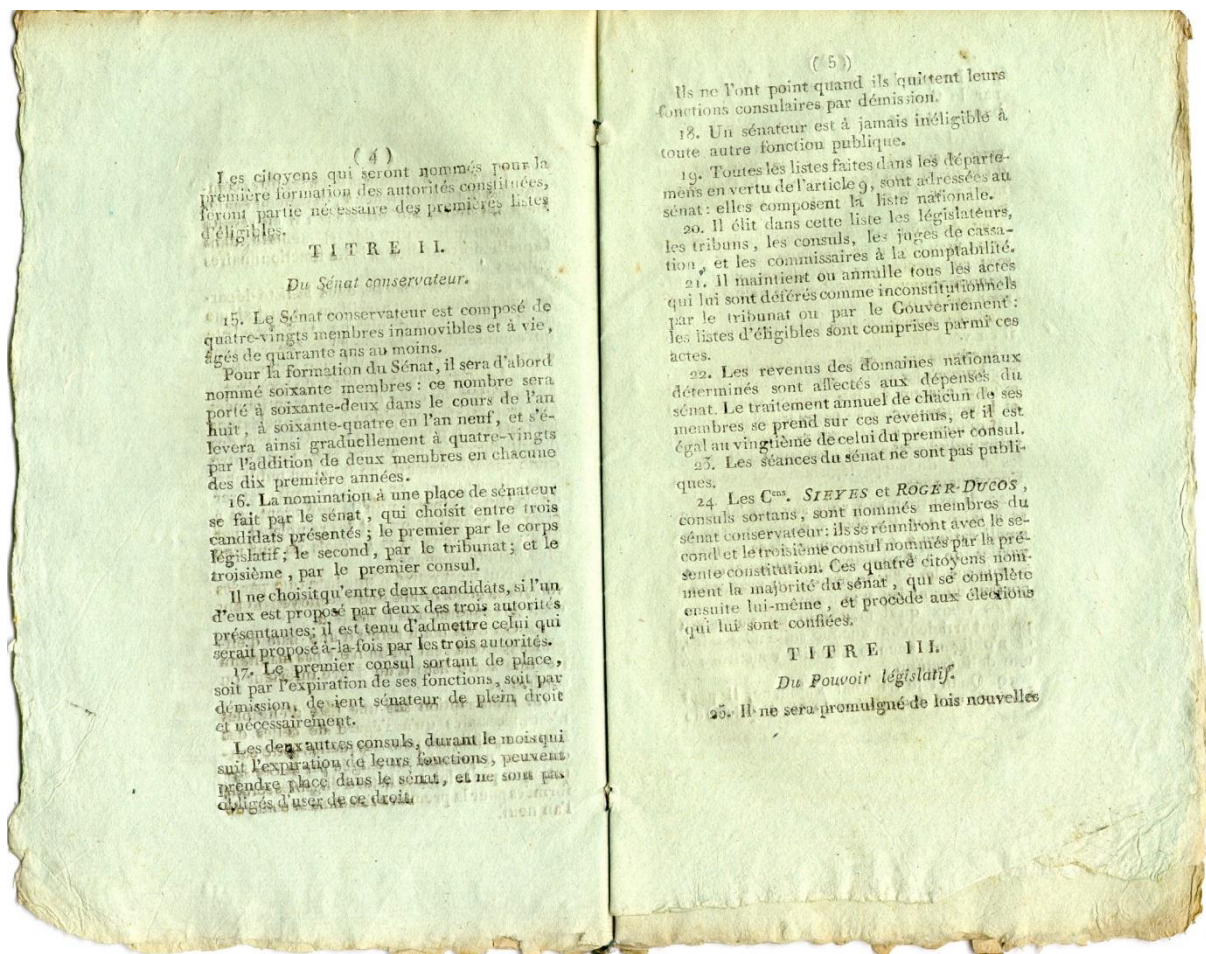 ( 4 )
Les citoyens qui seront nommés pour la
première formation des autorités constituées,
feront partie nécessaire des premières listes
d'éligibles.
TITRE II.
Du Sénat conservateur.
15. Le Sénat conservateur est composé de
quatre-vingts membres inamovibles et à vie,
âgés de quarante ans au moins.
Pour la formation du Sénat, il sera d'abord
nommé soixante membres : ce nombre sera
porté à soixante-deux dans le cours de l'an
huit, à soixante-quatre en l'an neuf, et s'é-
levera ainsi graduellement à quatre-vingts
par l'addition de deux membres en chacune
des dix première années.
16. La nomination à une place de sénateur
se fait par le sénat, qui choisit entre trois
candidats présentés ; le premier par le corps
législatif ; le second, par le tribunat ; et le
troisième, par le premier consul.
Il ne choisit qu'entre deux candidats, si l'un
d'eux est proposé par deux des trois autorités
présentantes ; il est tenu d'admettre celui qui
serait proposé à-la-fois par les trois autorités.
17. Le premier consul sortant de place,
soit par l'expiration de ses fonctions, soit par
démission, de ient sénateur de plein droit
et nécessairement.
Les deux autres consuls, durant le mois qui
suit l'expiration de leurs fonctions, peuvent
prendre place dans le sénat, et ne sont pas
obligés d'user de ce droit.
( 5 )
Ils ne l'ont point quand ils quittent leurs
fonctions consulaires par démission.
18. Un sénateur est à jamais inéligible à
toute autre fonction publique.
19. Toutes les listes faites dans les départe-
mens en vertu de l'article 9, sont adressées au
sénat : elles composent la liste nationale.
20. Il élit dans cette liste les législateurs,
les tribuns, les consuls, les juges de cassa-
tion, et les commissaires à la comptabilité.
21. Il maintient ou annulle tous les actes
qui lui sont déférés comme inconstitutionnels
par le tribunat ou par le Gouvernement :
les listes d'éligibles sont comprises parmi ces
actes.
22. Les revenus des domaines nationaux
déterminés sont affectés aux dépenses du
sénat. Le traitement annuel de chacun de ses
membres se prend sur ces revenus, et il est
égal au vingtième de celui du premier consul.
23. Les séances du sénat ne sont pas publi-
ques.
24. Les Cens. SIEYES et ROGER-DUCOS,
consuls sortans, sont nommés membres du
sénat conservateur : ils se réuniront avec le se-
cond et le troisième consul nommés par la pré-
sente constitution. Ces quatre citoyens nom-
ment la majorité du sénat, qui se complète
ensuite lui-même, et procède aux élections
qui lui sont confiées.
TITRE III.
Du Pouvoir législatif.
25. Il ne sera promulgué de lois nouvelles